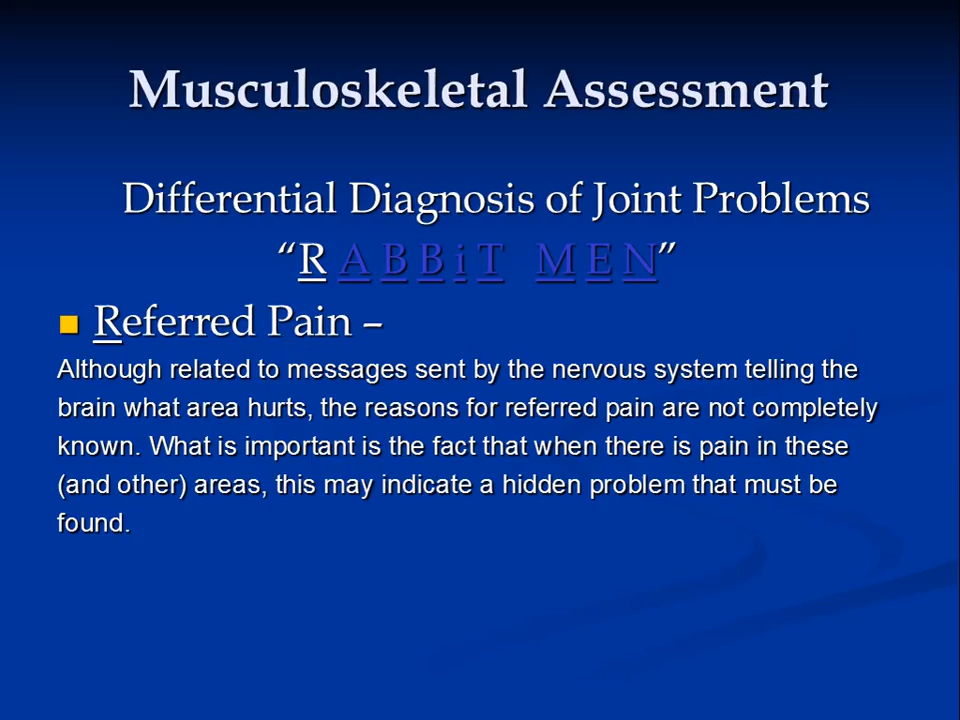 Musculoskeletal Assessment
Differential Diagnosis of Joint Problems
“R A B B i T M E N”
Referred Pain –
Although related to messages sent by the nervous system telling the
brain what area hurts, the reasons for referred pain are not completely
known. What is important is the fact that when there is pain in these
(and other) areas, this may indicate a hidden problem that must be
found.